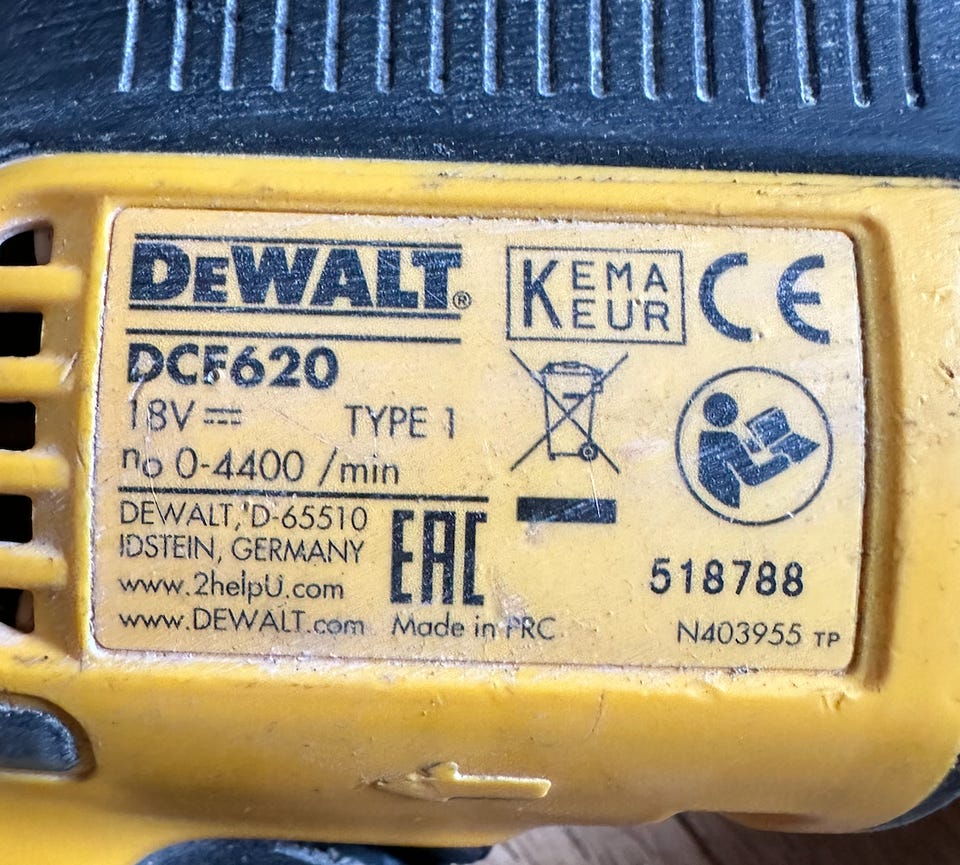 DEWALT®
KEMA
KEUR
CE
DCF620
18V ⎓ TYPE 1
n₀ 0-4400 /min
DEWALT, D-65510
IDSTEIN, GERMANY
www.2helpU.com
www.DEWALT.com
EAC
Made in PRC
518788
N403955 TP